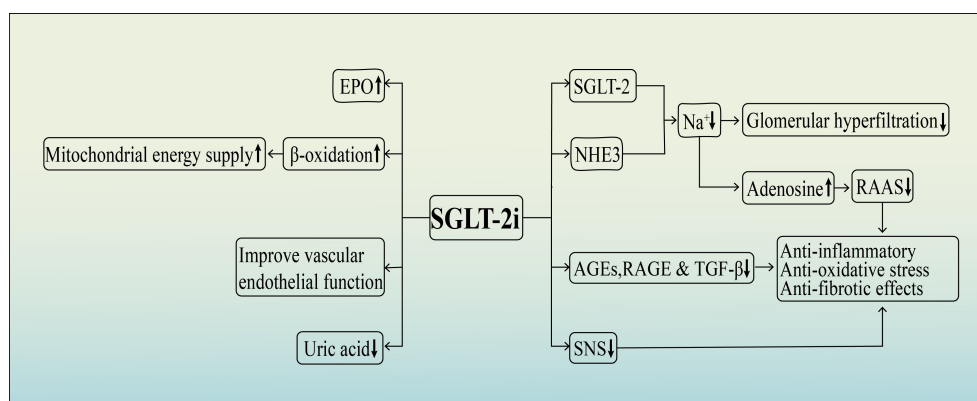 EPO↑
Mitochondrial energy supply↑
β-oxidation↑
Improve vascular
endothelial function
Uric acid↓
SGLT-2i
SGLT-2
NHE3
Na⁺↓
Glomerular hyperfiltration↓
Adenosine↑
RAAS↓
AGEs,RAGE & TGF-β↓
Anti-inflammatory
Anti-oxidative stress
Anti-fibrotic effects
SNS↓